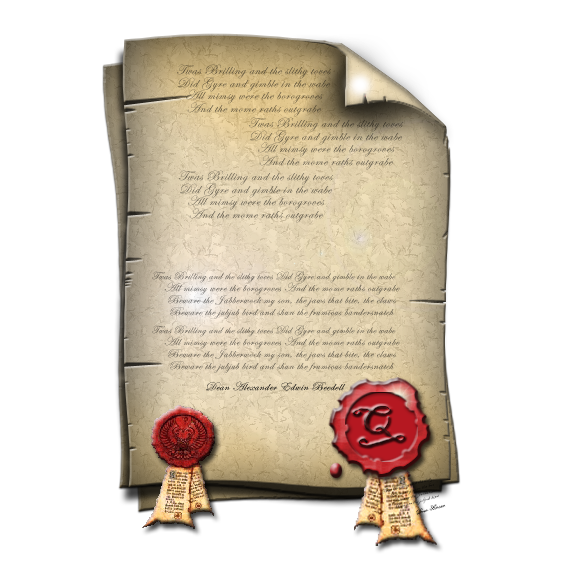 Twas Brilling and the slithy toves
Did Gyre and gimble in the wabe
All mimsy were the borogroves
And the mome raths outgrabe
Twas Brilling and the slithy toves
Did Gyre and gimble in the wabe
All mimsy were the borogroves
And the mome raths outgrabe
Twas Brilling and the slithy toves
Did Gyre and gimble in the wabe
All mimsy were the borogroves
And the mome raths outgrabe
Twas Brilling and the slithy toves Did Gyre and gimble in the wabe
All mimsy were the borogroves And the mome raths outgrabe
Beware the Jabberwock my son, the jaws that bite, the claws
Beware the jubjub bird and shun the frumious bandersnatch
Twas Brilling and the slithy toves Did Gyre and gimble in the wabe
All mimsy were the borogroves And the mome raths outgrabe
Beware the Jabberwock my son, the jaws that bite, the claws
Beware the jubjub bird and shun the frumious bandersnatch
Dean Alexander Edwin Beedell
Q